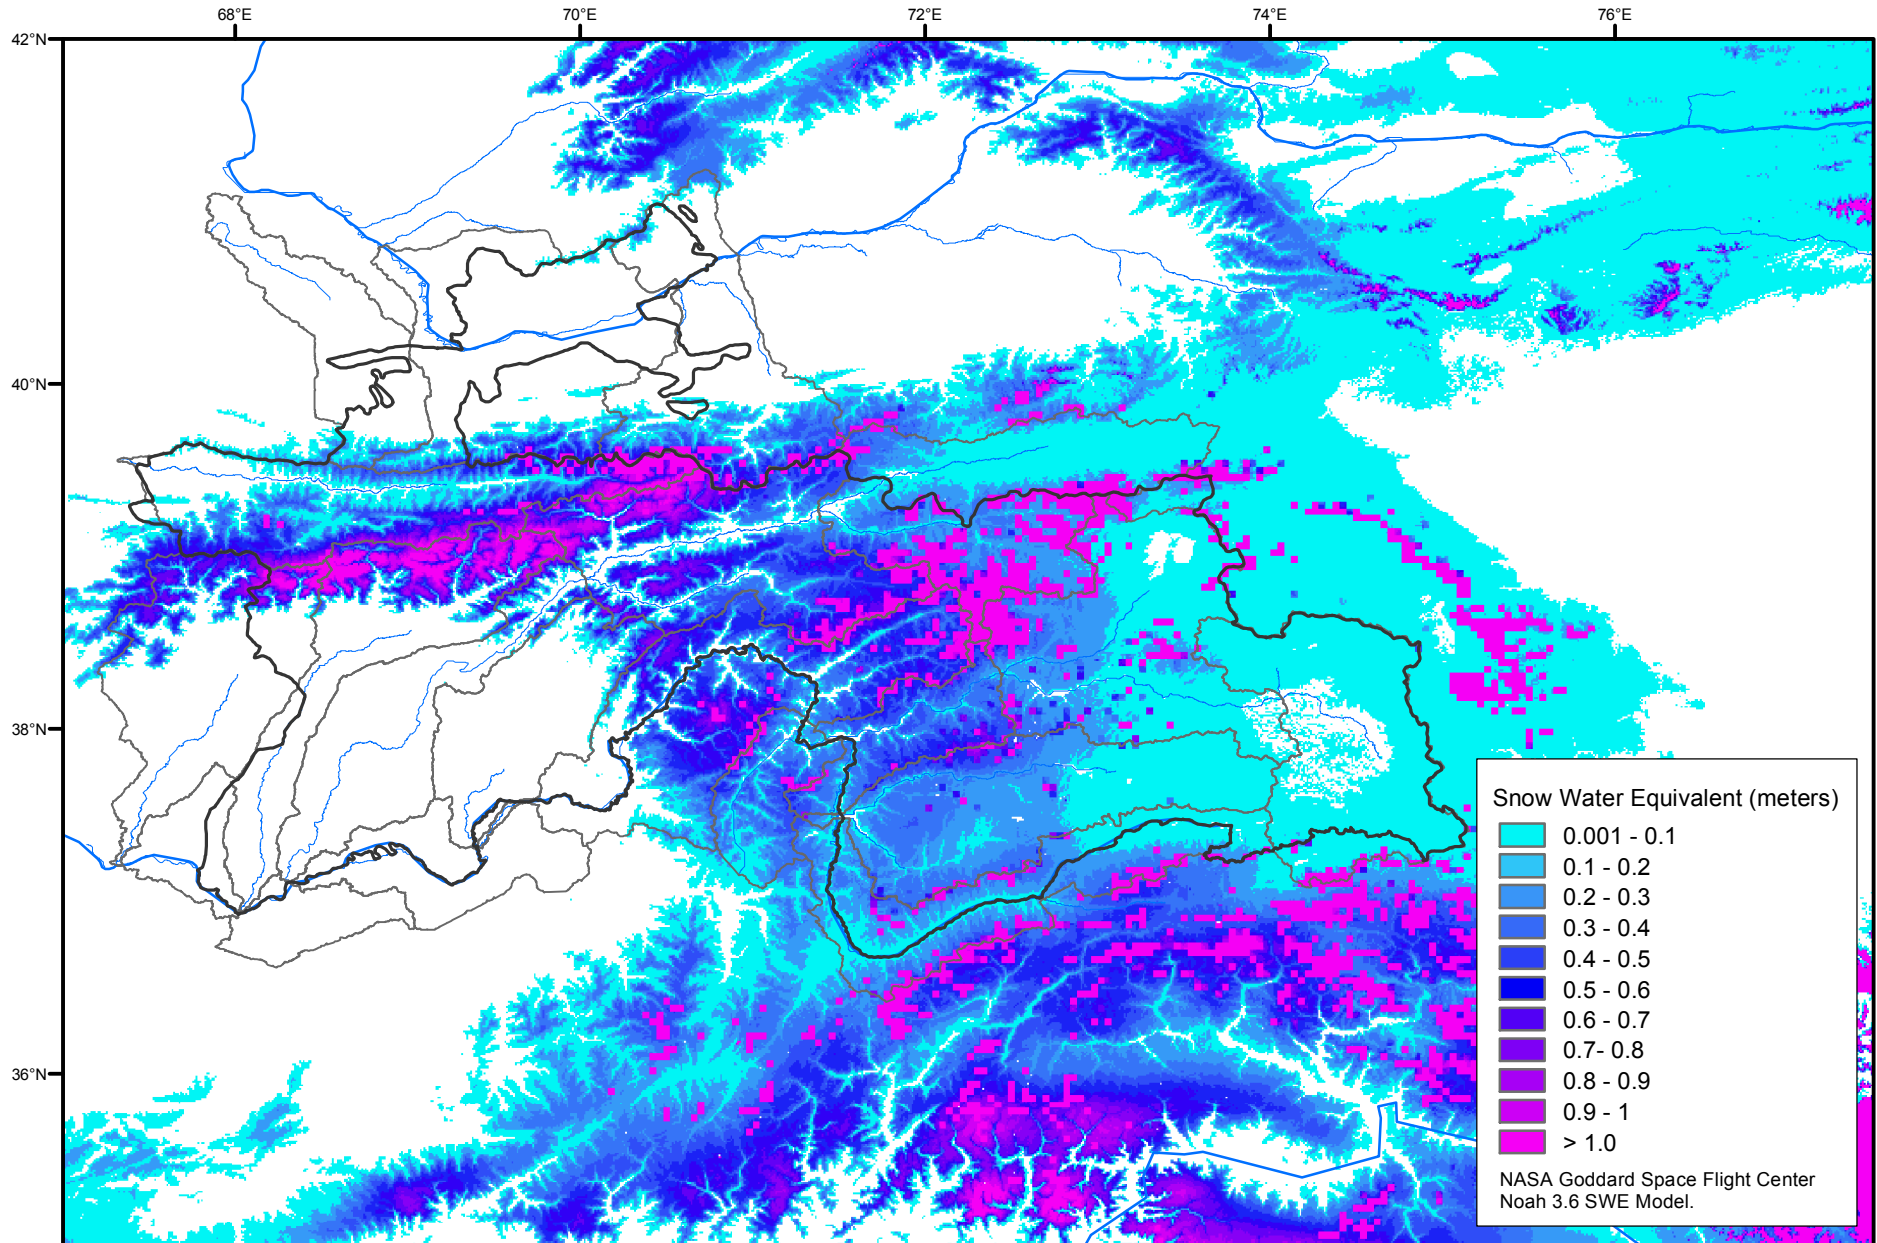 68°E 70°E 72°E 74°E 76°E
42°N
40°N
38°N
36°N
Snow Water Equivalent (meters)
0.001 - 0.1
0.1 - 0.2
0.2 - 0.3
0.3 - 0.4
0.4 - 0.5
0.5 - 0.6
0.6 - 0.7
0.7- 0.8
0.8 - 0.9
0.9 - 1
> 1.0
NASA Goddard Space Flight Center
Noah 3.6 SWE Model.